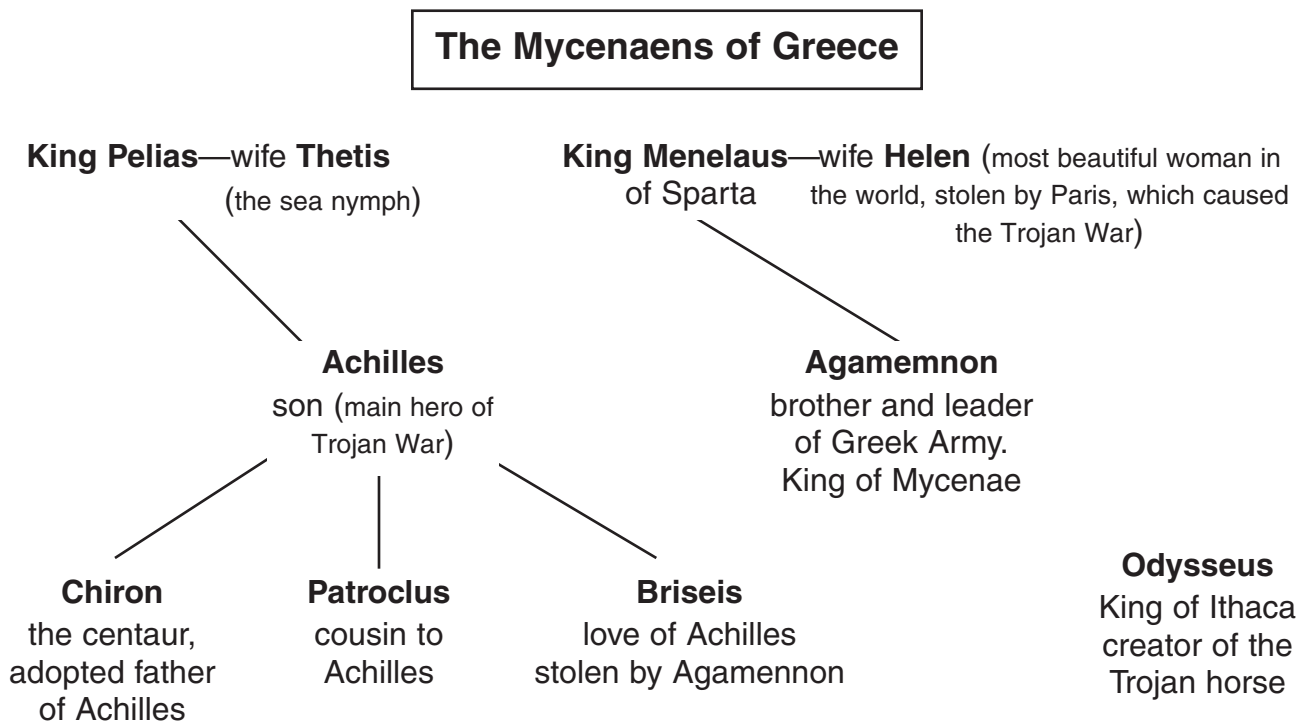 The Mycenaens of Greece
King Pelias—wife Thetis
(the sea nymph)
King Menelaus—wife Helen (most beautiful woman in
of Sparta
the world, stolen by Paris, which caused
the Trojan War)
Achilles
son (main hero of
Trojan War)
Agamemnon
brother and leader
of Greek Army.
King of Mycenae
Chiron
the centaur,
adopted father
of Achilles
Patroclus
cousin to
Achilles
Briseis
love of Achilles
stolen by Agamennon
Odysseus
King of Ithaca
creator of the
Trojan horse